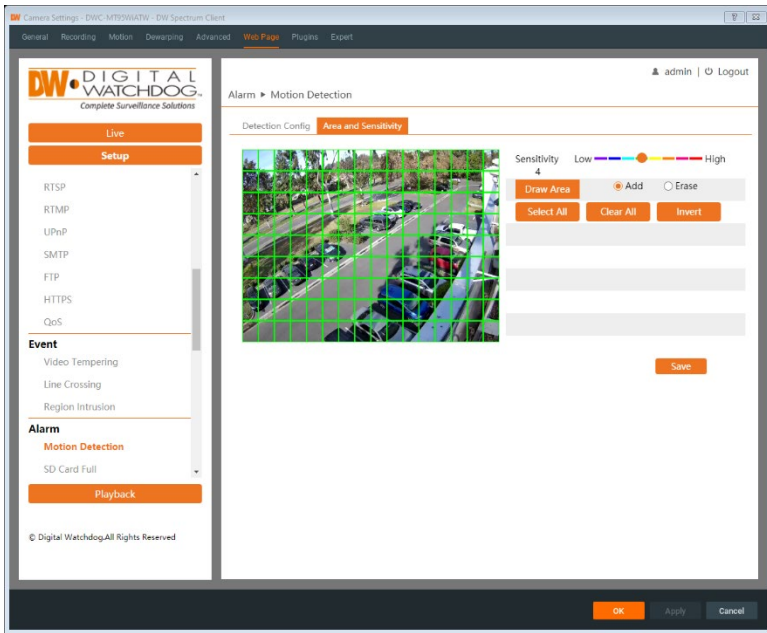 DW Camera Settings - DWC-MT95WIATW - DW Spectrum Client
General Recording Motion Dewarping Advanced Web Page Plugins Expert
DW DIGITAL WATCHDOG
Complete Surveillance Solutions
admin | Logout
Alarm ▸ Motion Detection
Live
Setup
RTSP
RTMP
UPnP
SMTP
FTP
HTTPS
QoS
Event
Video Tempering
Line Crossing
Region Intrusion
Alarm
Motion Detection
SD Card Full
Playback
© Digital Watchdog.All Rights Reserved
Detection Config Area and Sensitivity
Sensitivity Low High
4
Draw Area Add Erase
Select All Clear All Invert
Save
OK Apply Cancel